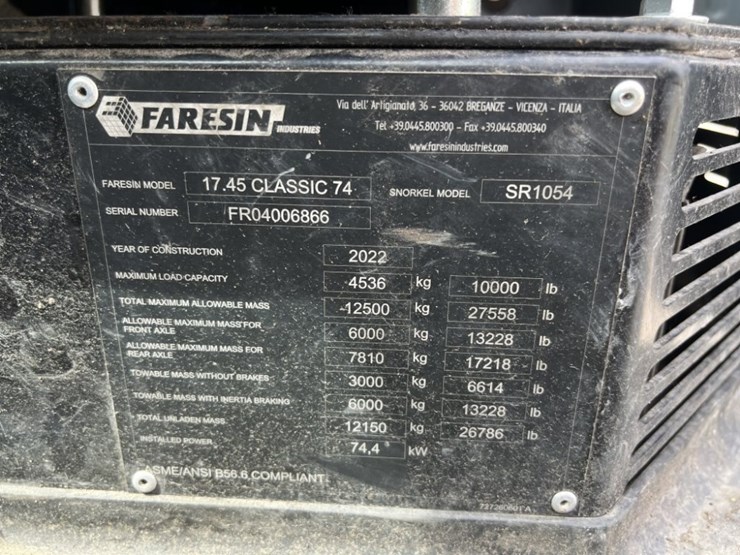 FARESIN INDUSTRIES
Via dell' Artigianato, 36 - 36042 BREGANZE - VICENZA - ITALIA
Tel +39.0445.800300 - Fax +39.0445.800340
www.faresinindustries.com
FARESIN MODEL 17.45 CLASSIC 74 SNORKEL MODEL SR1054
SERIAL NUMBER FR04006866
YEAR OF CONSTRUCTION 2022
MAXIMUM LOAD CAPACITY 4536 kg 10000 lb
TOTAL MAXIMUM ALLOWABLE MASS 12500 kg 27558 lb
ALLOWABLE MAXIMUM MASS FOR
FRONT AXLE 6000 kg 13228 lb
ALLOWABLE MAXIMUM MASS FOR
REAR AXLE 7810 kg 17218 lb
TOWABLE MASS WITHOUT BRAKES 3000 kg 6614 lb
TOWABLE MASS WITH INERTIA BRAKING 6000 kg 13228 lb
TOTAL UNLADEN MASS 12150 kg 26786 lb
INSTALLED POWER 74,4 kW
ASME/ANSI B56.6 COMPLIANT